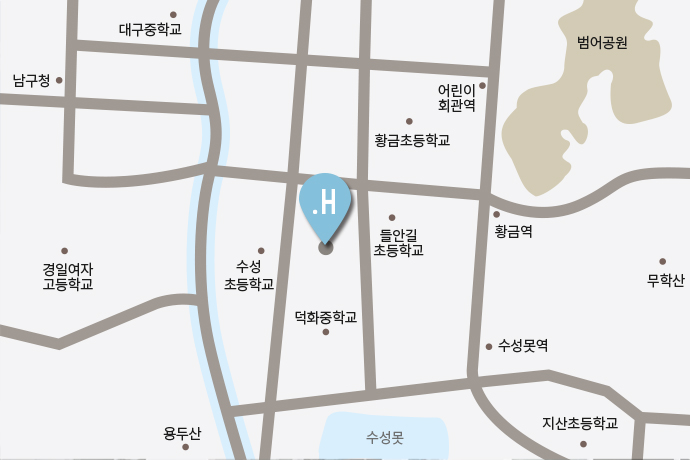 대구중학교
범어공원
남구청
어린이
회관역
황금초등학교
.H
들안길
초등학교
황금역
수성
초등학교
경일여자
고등학교
무학산
덕화중학교
수성못역
지산초등학교
용두산
수성못